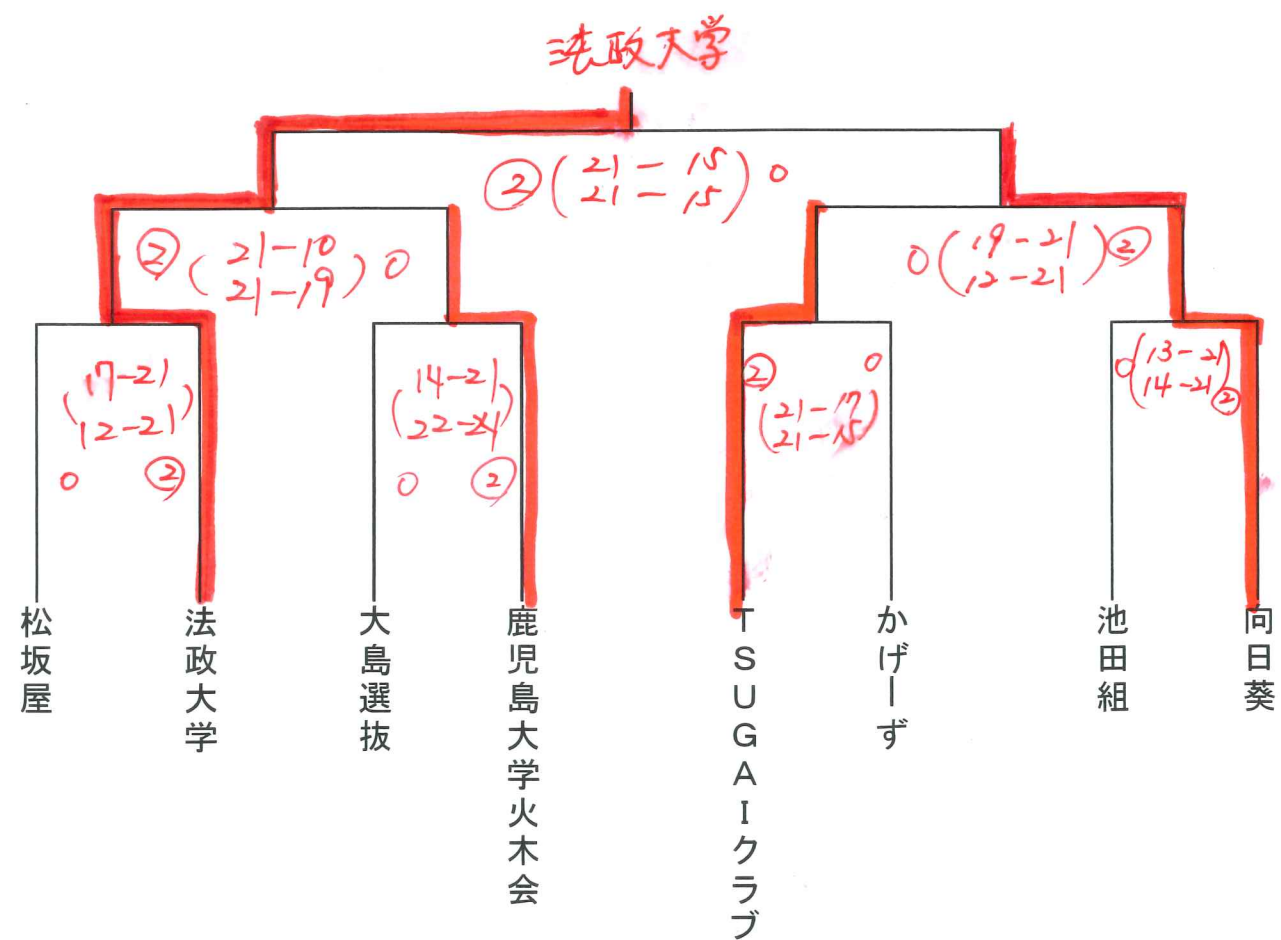 法政大学
②(21-15 21-15)0
②(21-10 21-19)0
0(19-21 12-21)②
(17-21 12-21)
0 ②
(14-21
0 ②
② 0
(21-17 21-15)
0(13-21 14-21)②
松坂屋
法政大学
大島選抜
鹿児島大学火木会
TSUGAIクラブ
かげーず
池田組
向日葵